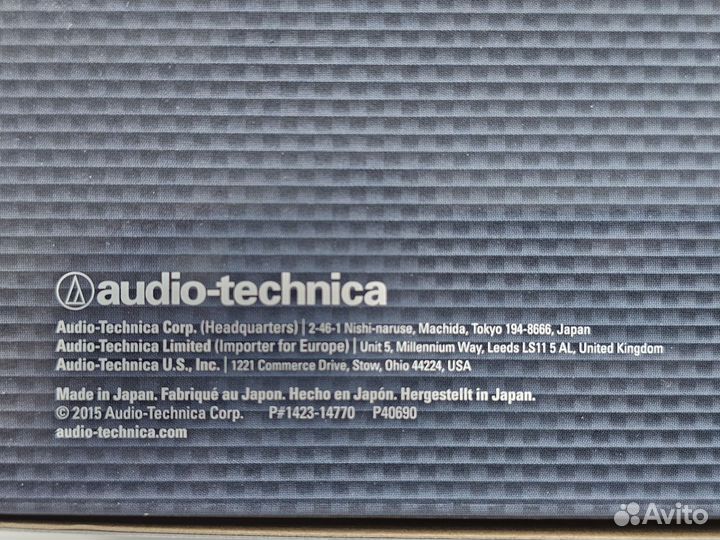 audio-technica
Audio-Technica Corp. (Headquarters) | 2-46-1 Nishi-naruse, Machida, Tokyo 194-8666, Japan
Audio-Technica Limited (Importer for Europe) | Unit 5, Millennium Way, Leeds LS11 5 AL, United Kingdom
Audio-Technica U.S., Inc. | 1221 Commerce Drive, Stow, Ohio 44224, USA
Made in Japan. Fabriqué au Japon. Hecho en Japón. Hergestellt in Japan.
© 2015 Audio-Technica Corp. P#1423-14770 P40690
audio-technica.com
Avito